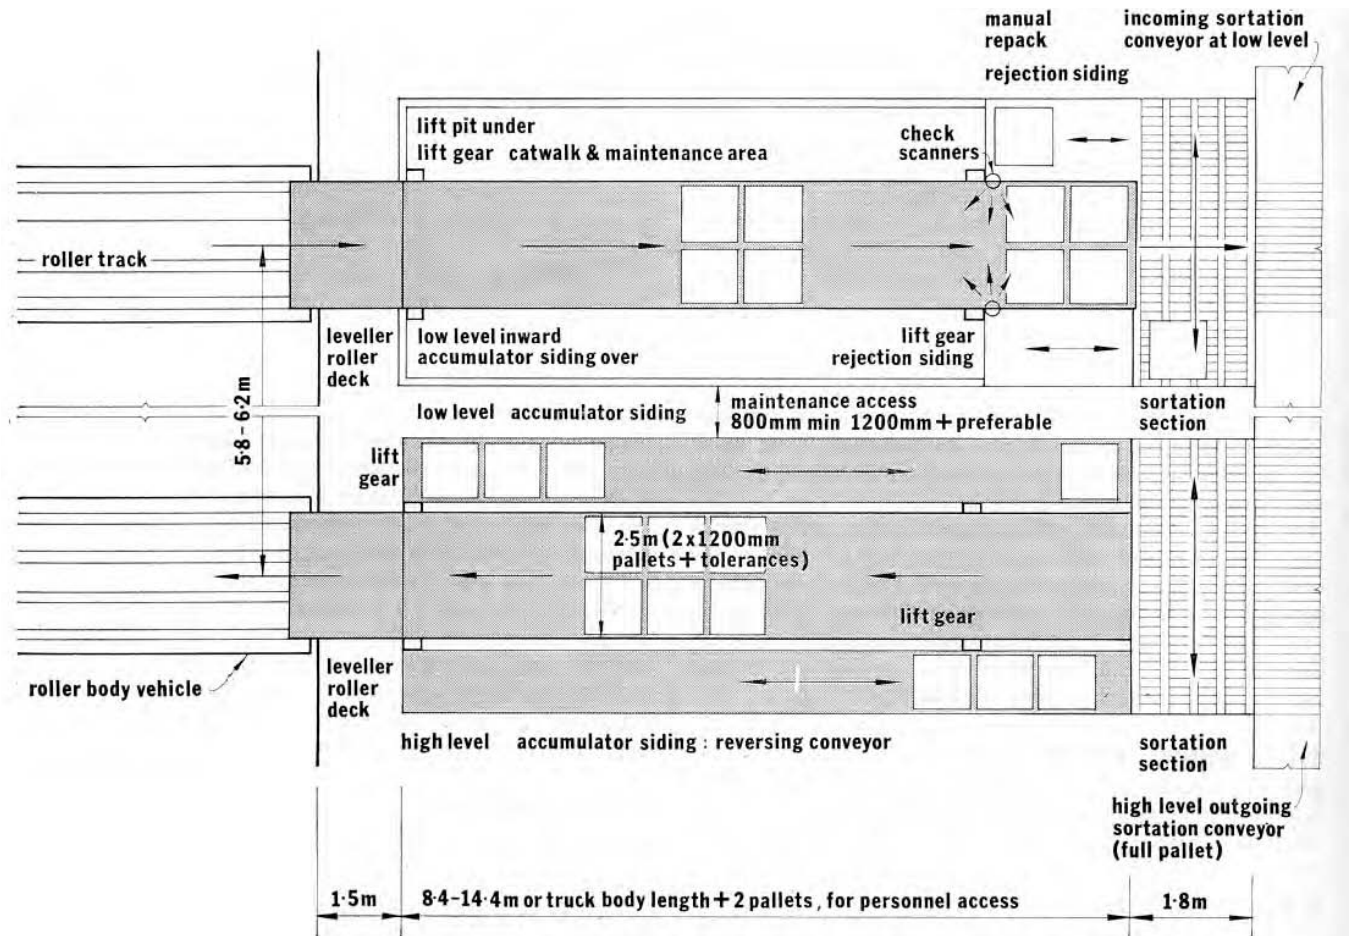 manual
repack
incoming sortation
conveyor at low level
rejection siding
lift pit under
lift gear catwalk & maintenance area
check
scanners
roller track
leveller
roller
deck
low level inward
accumulator siding over
lift gear
rejection siding
5·8-6·2m
low level accumulator siding
maintenance access
800mm min 1200mm + preferable
sortation
section
lift
gear
2·5m (2x1200mm
pallets + tolerances)
lift gear
roller body vehicle
leveller
roller
deck
high level accumulator siding : reversing conveyor
sortation
section
high level outgoing
sortation conveyor
(full pallet)
1·5m
8·4-14·4m or truck body length + 2 pallets, for personnel access
1·8m